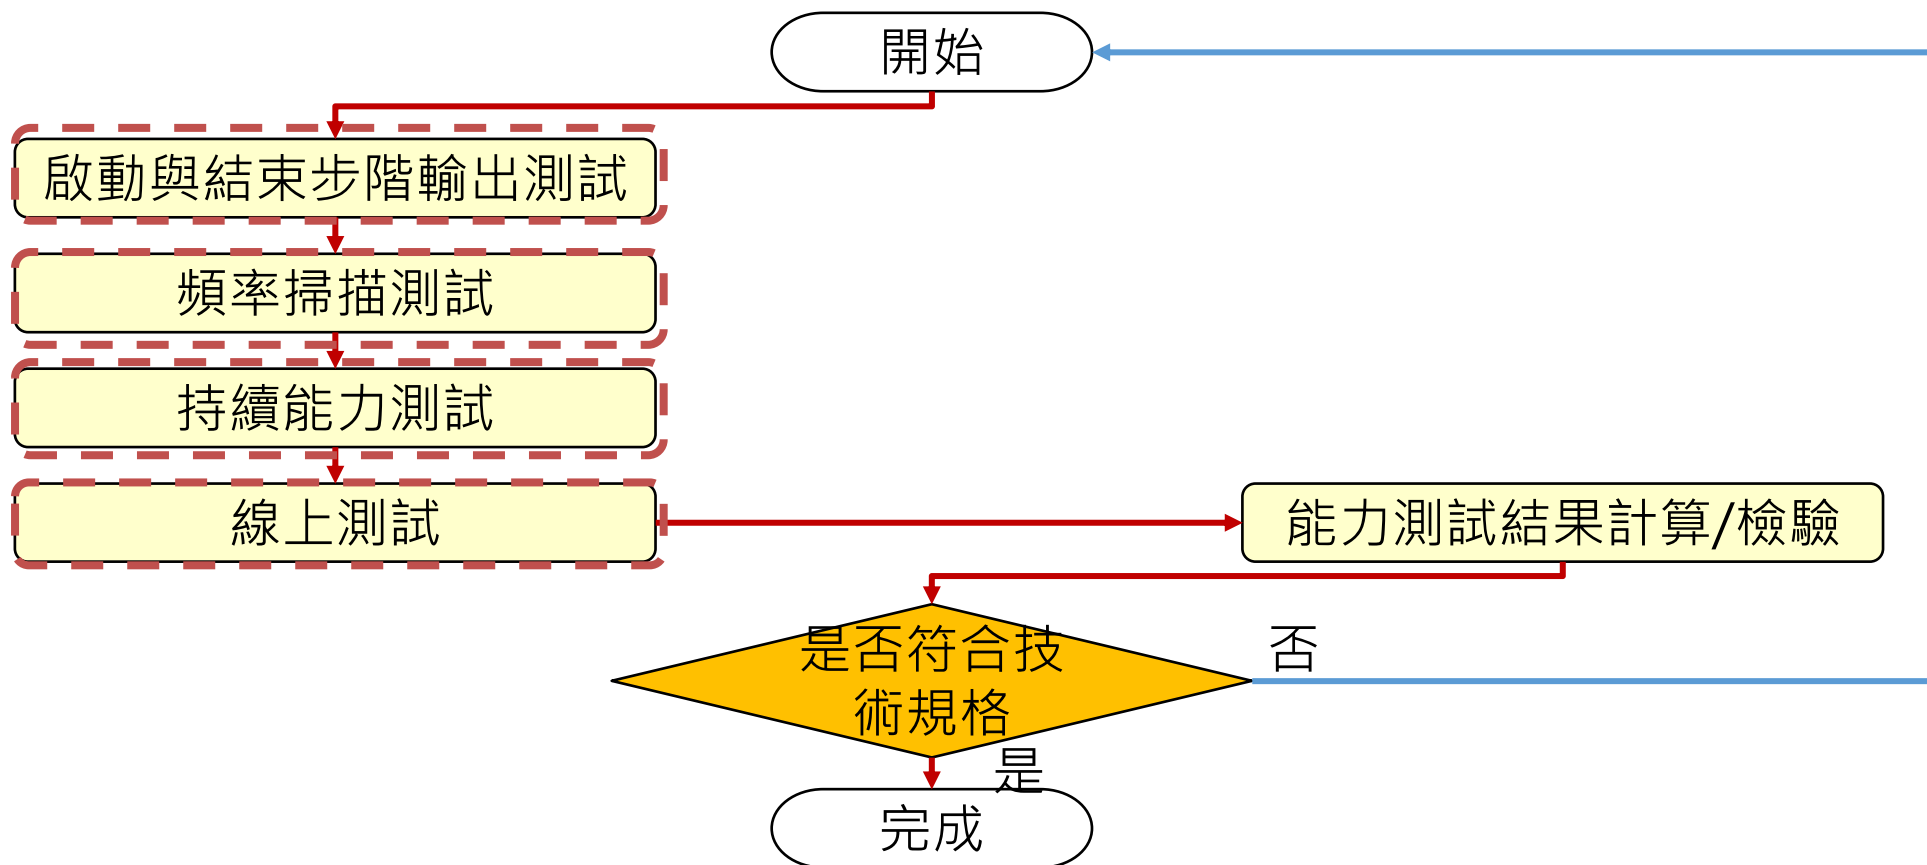 開始
啟動與結束步階輸出測試
頻率掃描測試
持續能力測試
線上測試
能力測試結果計算/檢驗
是否符合技
術規格
否
是
完成